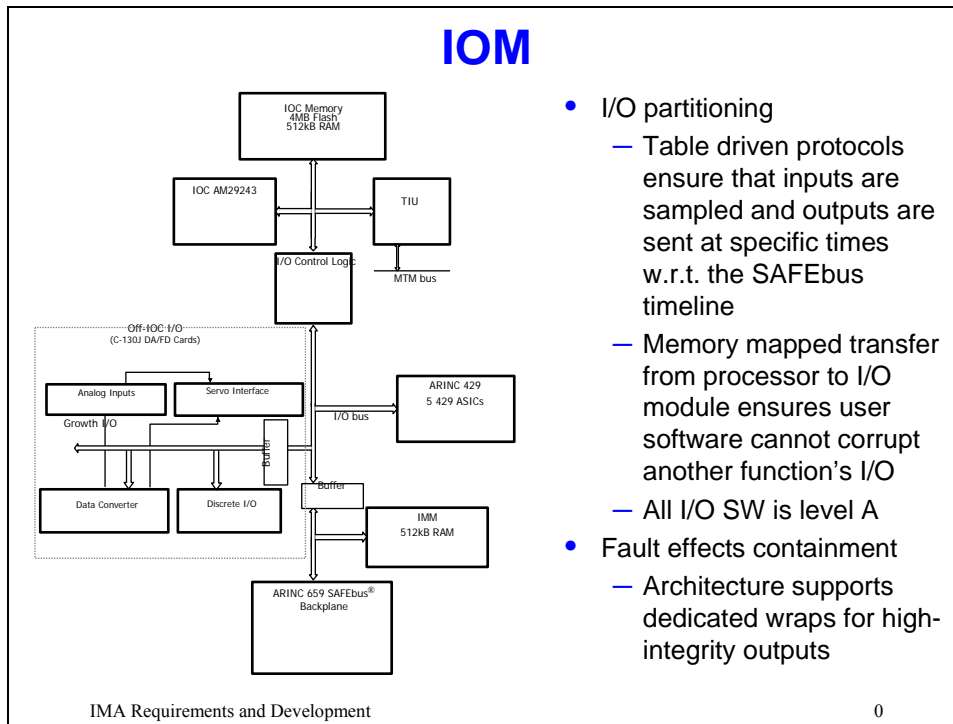 IOM
IOC Memory
4MB Flash
512kB RAM
IOC AM29243
TIU
I/O Control Logic
MTM bus
Off-IOC I/O
(C-130J DA/FD Cards)
Analog Inputs
Servo Interface
Growth I/O
Buffer
I/O bus
ARINC 429
5 429 ASICs
Data Converter
Discrete I/O
Buffer
IMM
512kB RAM
ARINC 659 SAFEbus®
Backplane
• I/O partitioning
— Table driven protocols
ensure that inputs are
sampled and outputs are
sent at specific times
w.r.t. the SAFEbus
timeline
— Memory mapped transfer
from processor to I/O
module ensures user
software cannot corrupt
another function's I/O
— All I/O SW is level A
• Fault effects containment
— Architecture supports
dedicated wraps for high-
integrity outputs
IMA Requirements and Development
0